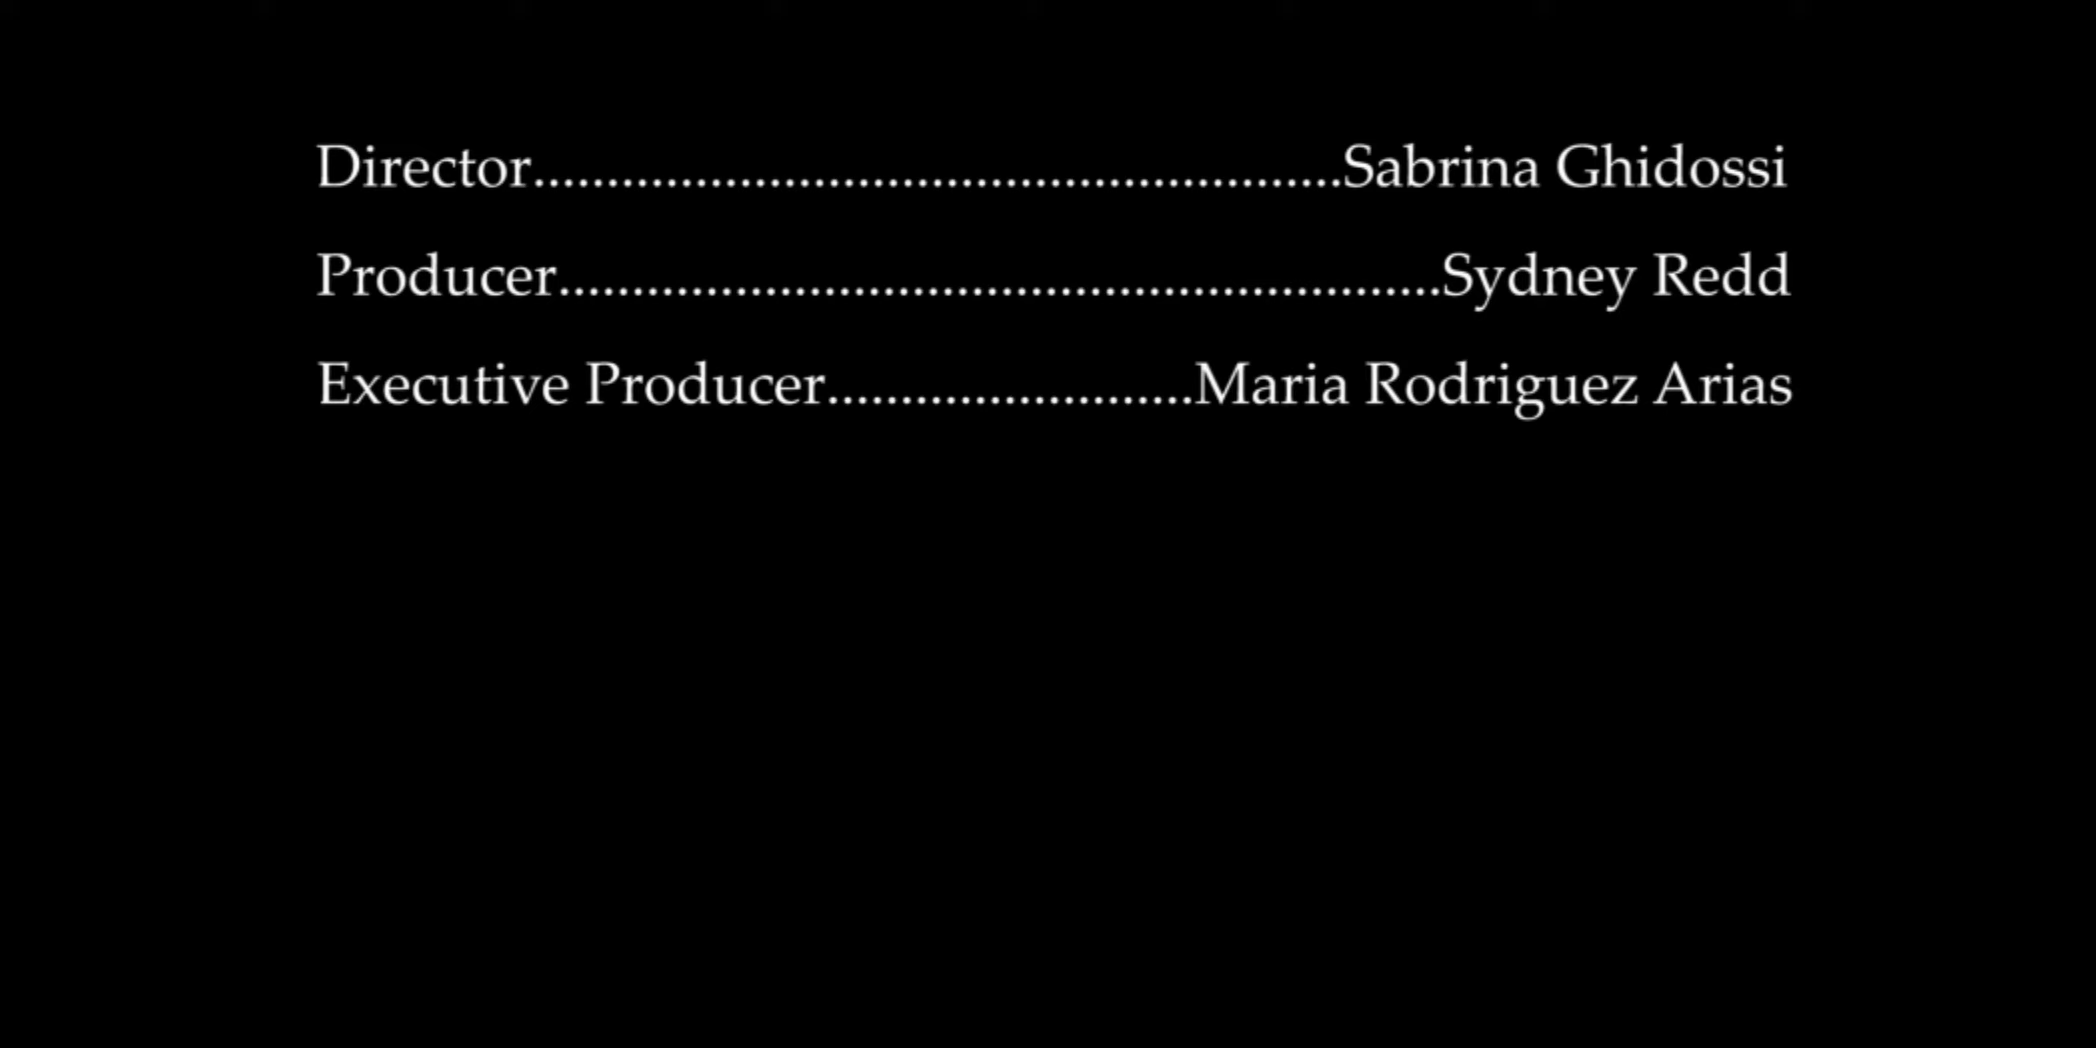 Director.......................................................Sabrina Ghidossi
Producer............................................................Sydney Redd
Executive Producer.........................Maria Rodriguez Arias